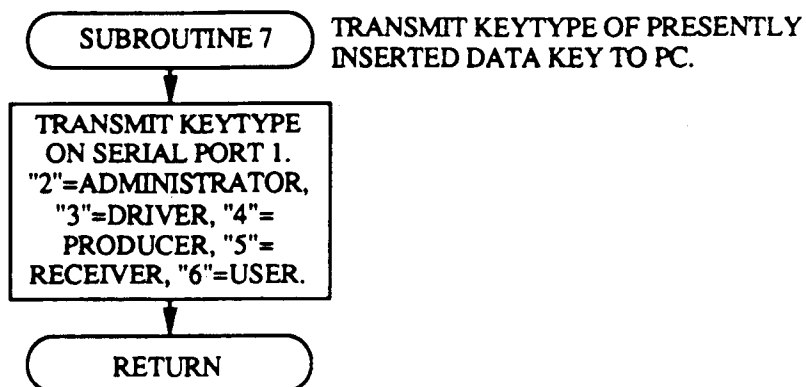 SUBROUTINE 7
TRANSMIT KEYTYPE OF PRESENTLY
INSERTED DATA KEY TO PC.
TRANSMIT KEYTYPE
ON SERIAL PORT 1.
"2"=ADMINISTRATOR,
"3"=DRIVER, "4"=
PRODUCER, "5"=
RECEIVER, "6"=USER.
RETURN